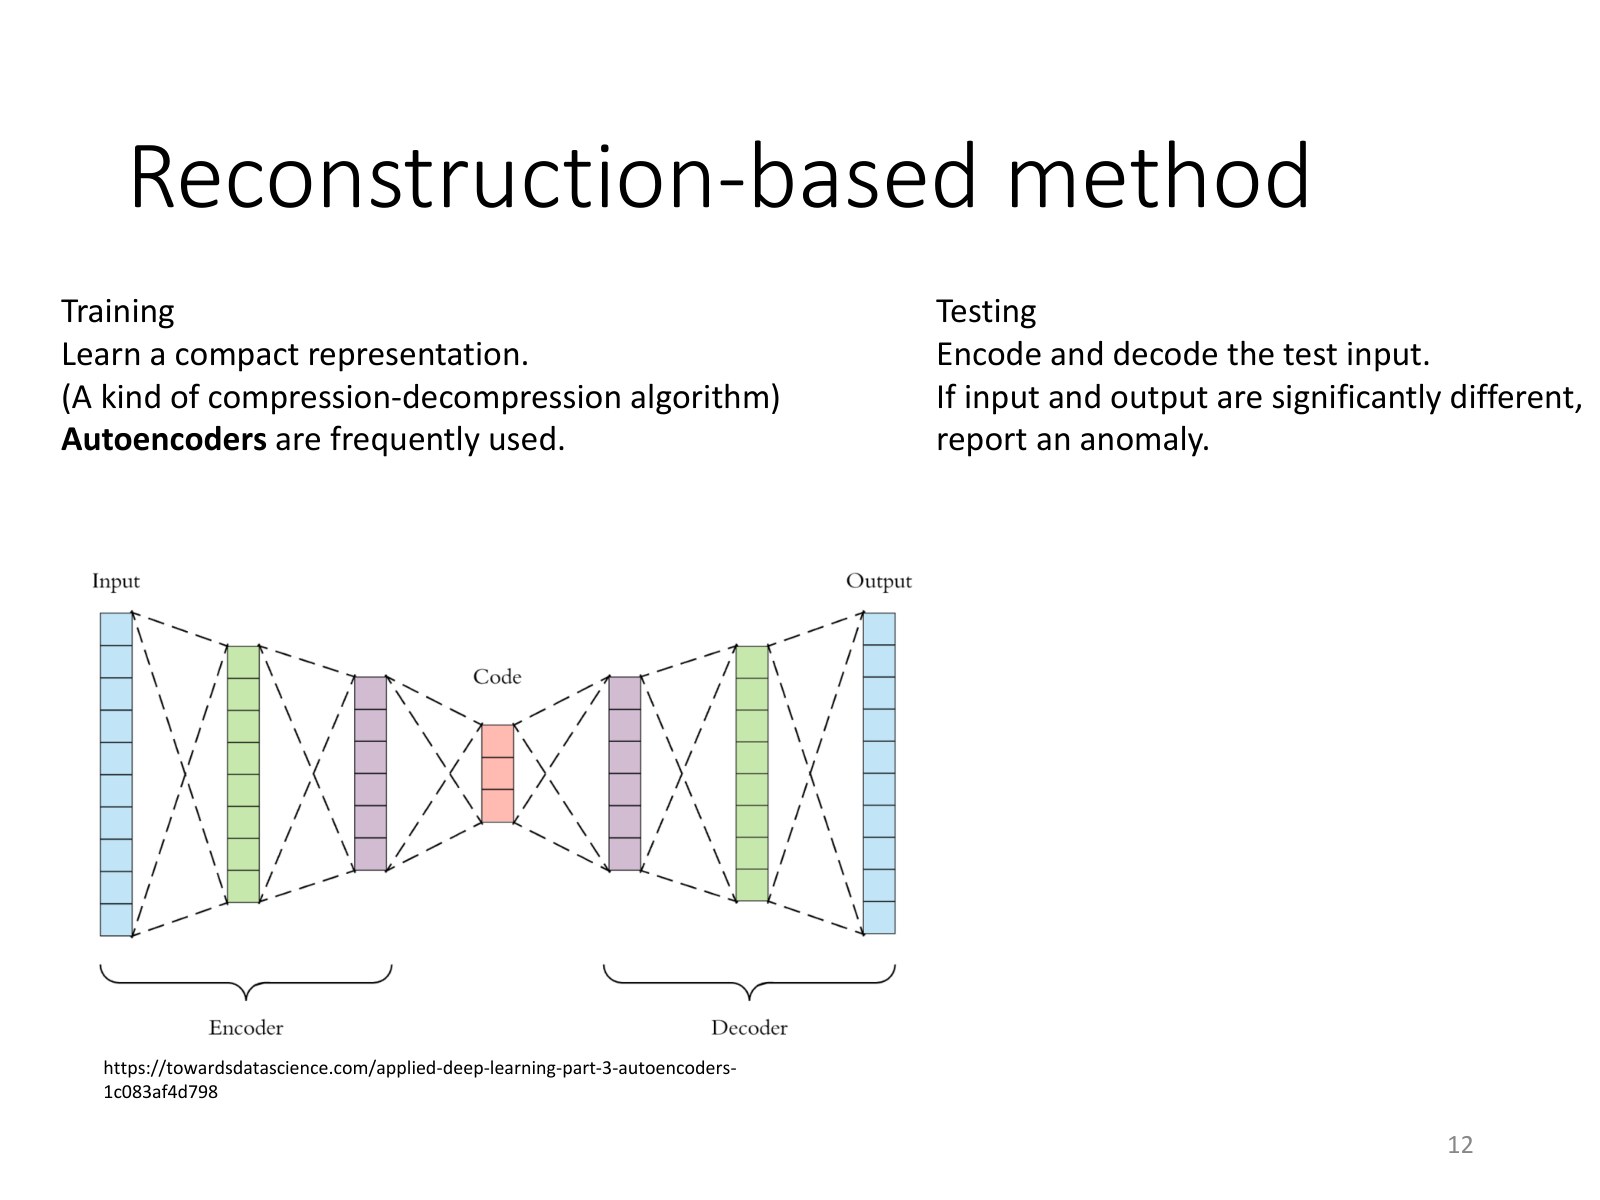 Reconstruction-based method
Training
Learn a compact representation.
(A kind of compression-decompression algorithm)
Autoencoders are frequently used.
Testing
Encode and decode the test input.
If input and output are significantly different,
report an anomaly.
Input
Output
Code
Encoder
Decoder
https://towardsdatascience.com/applied-deep-learning-part-3-autoencoders-
1c083af4d798
12